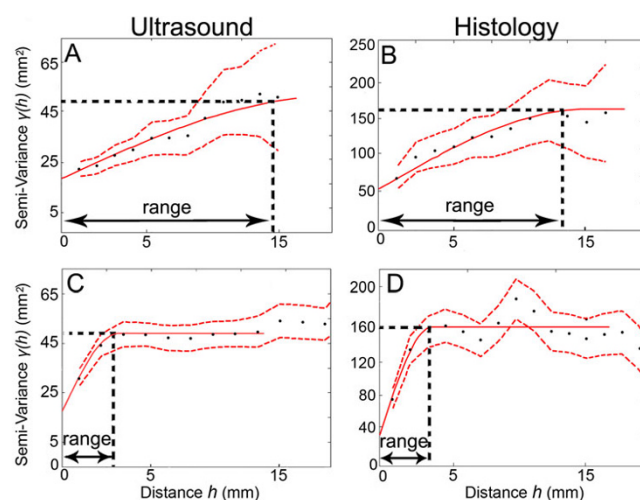 Ultrasound
Histology
A
B
Semi-Variance γ(h) (mm²)
65
45
25
5
range
0
5
15
250
200
150
100
50
0
range
0
5
15
C
D
Semi-Variance γ(h) (mm²)
65
45
25
5
0
range
0
5
15
Distance h (mm)
200
160
120
80
40
0
range
0
5
15
Distance h (mm)